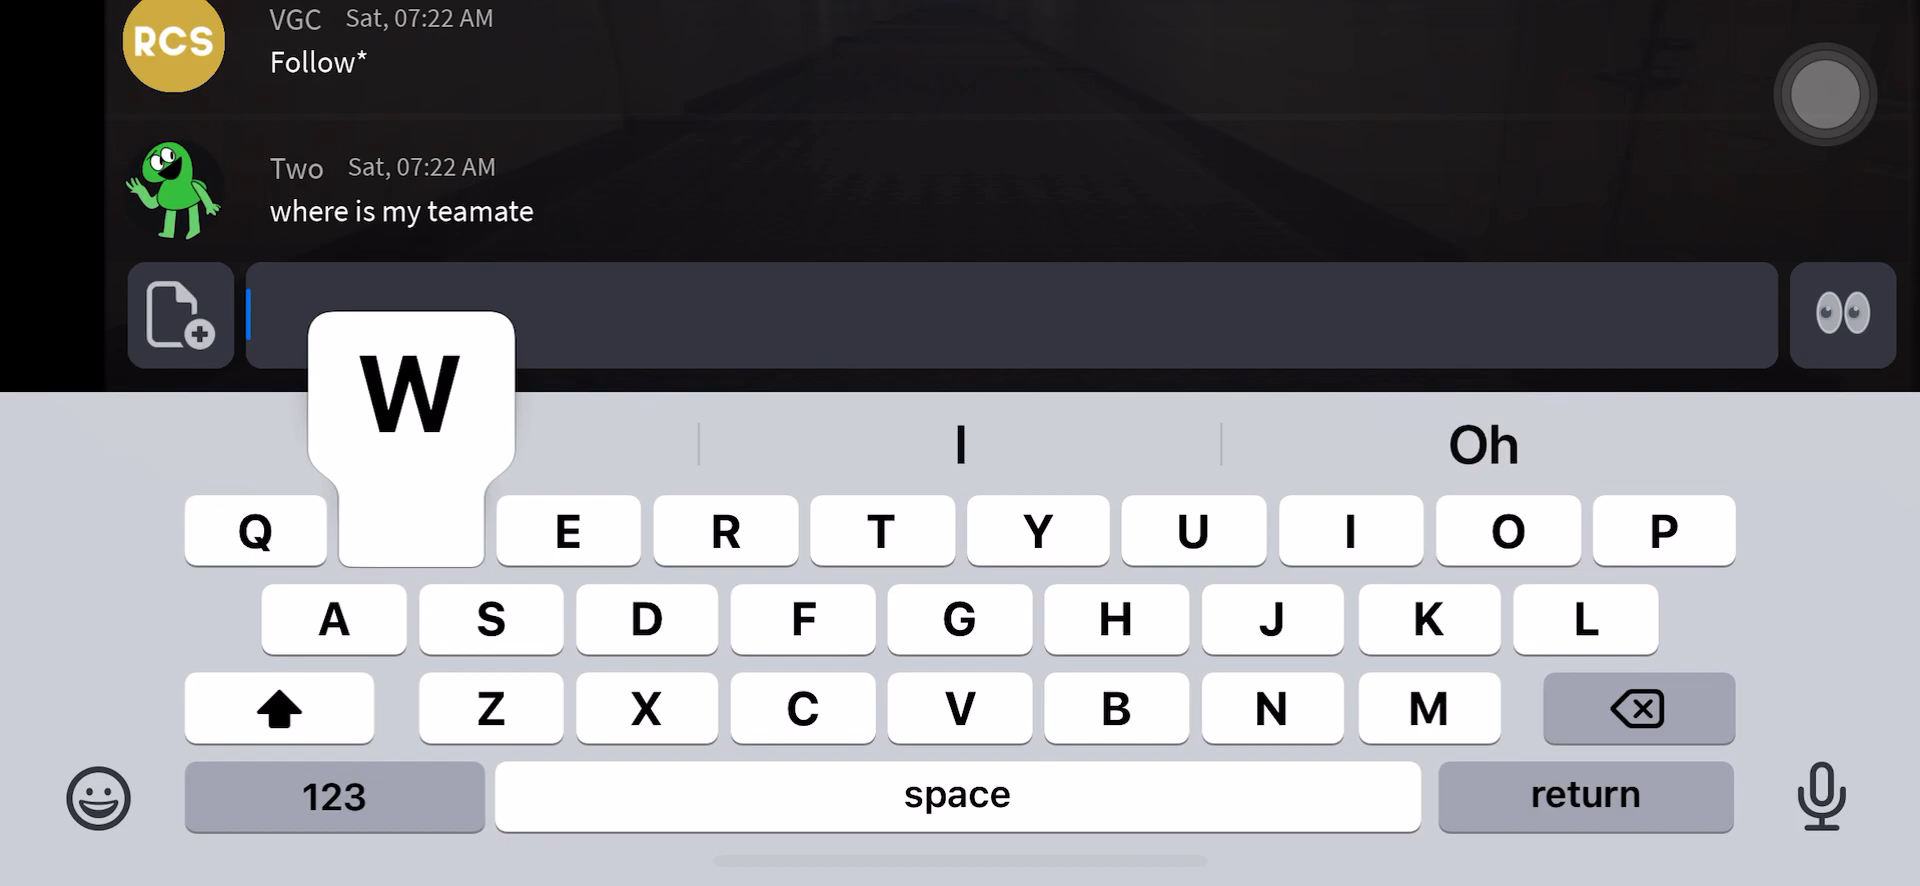 RCS
VGC Sat, 07:22 AM
Follow*
Two Sat, 07:22 AM
where is my teamate
W
I
Oh
Q E R T Y U I O P
A S D F G H J K L
Z X C V B N M
123 space return